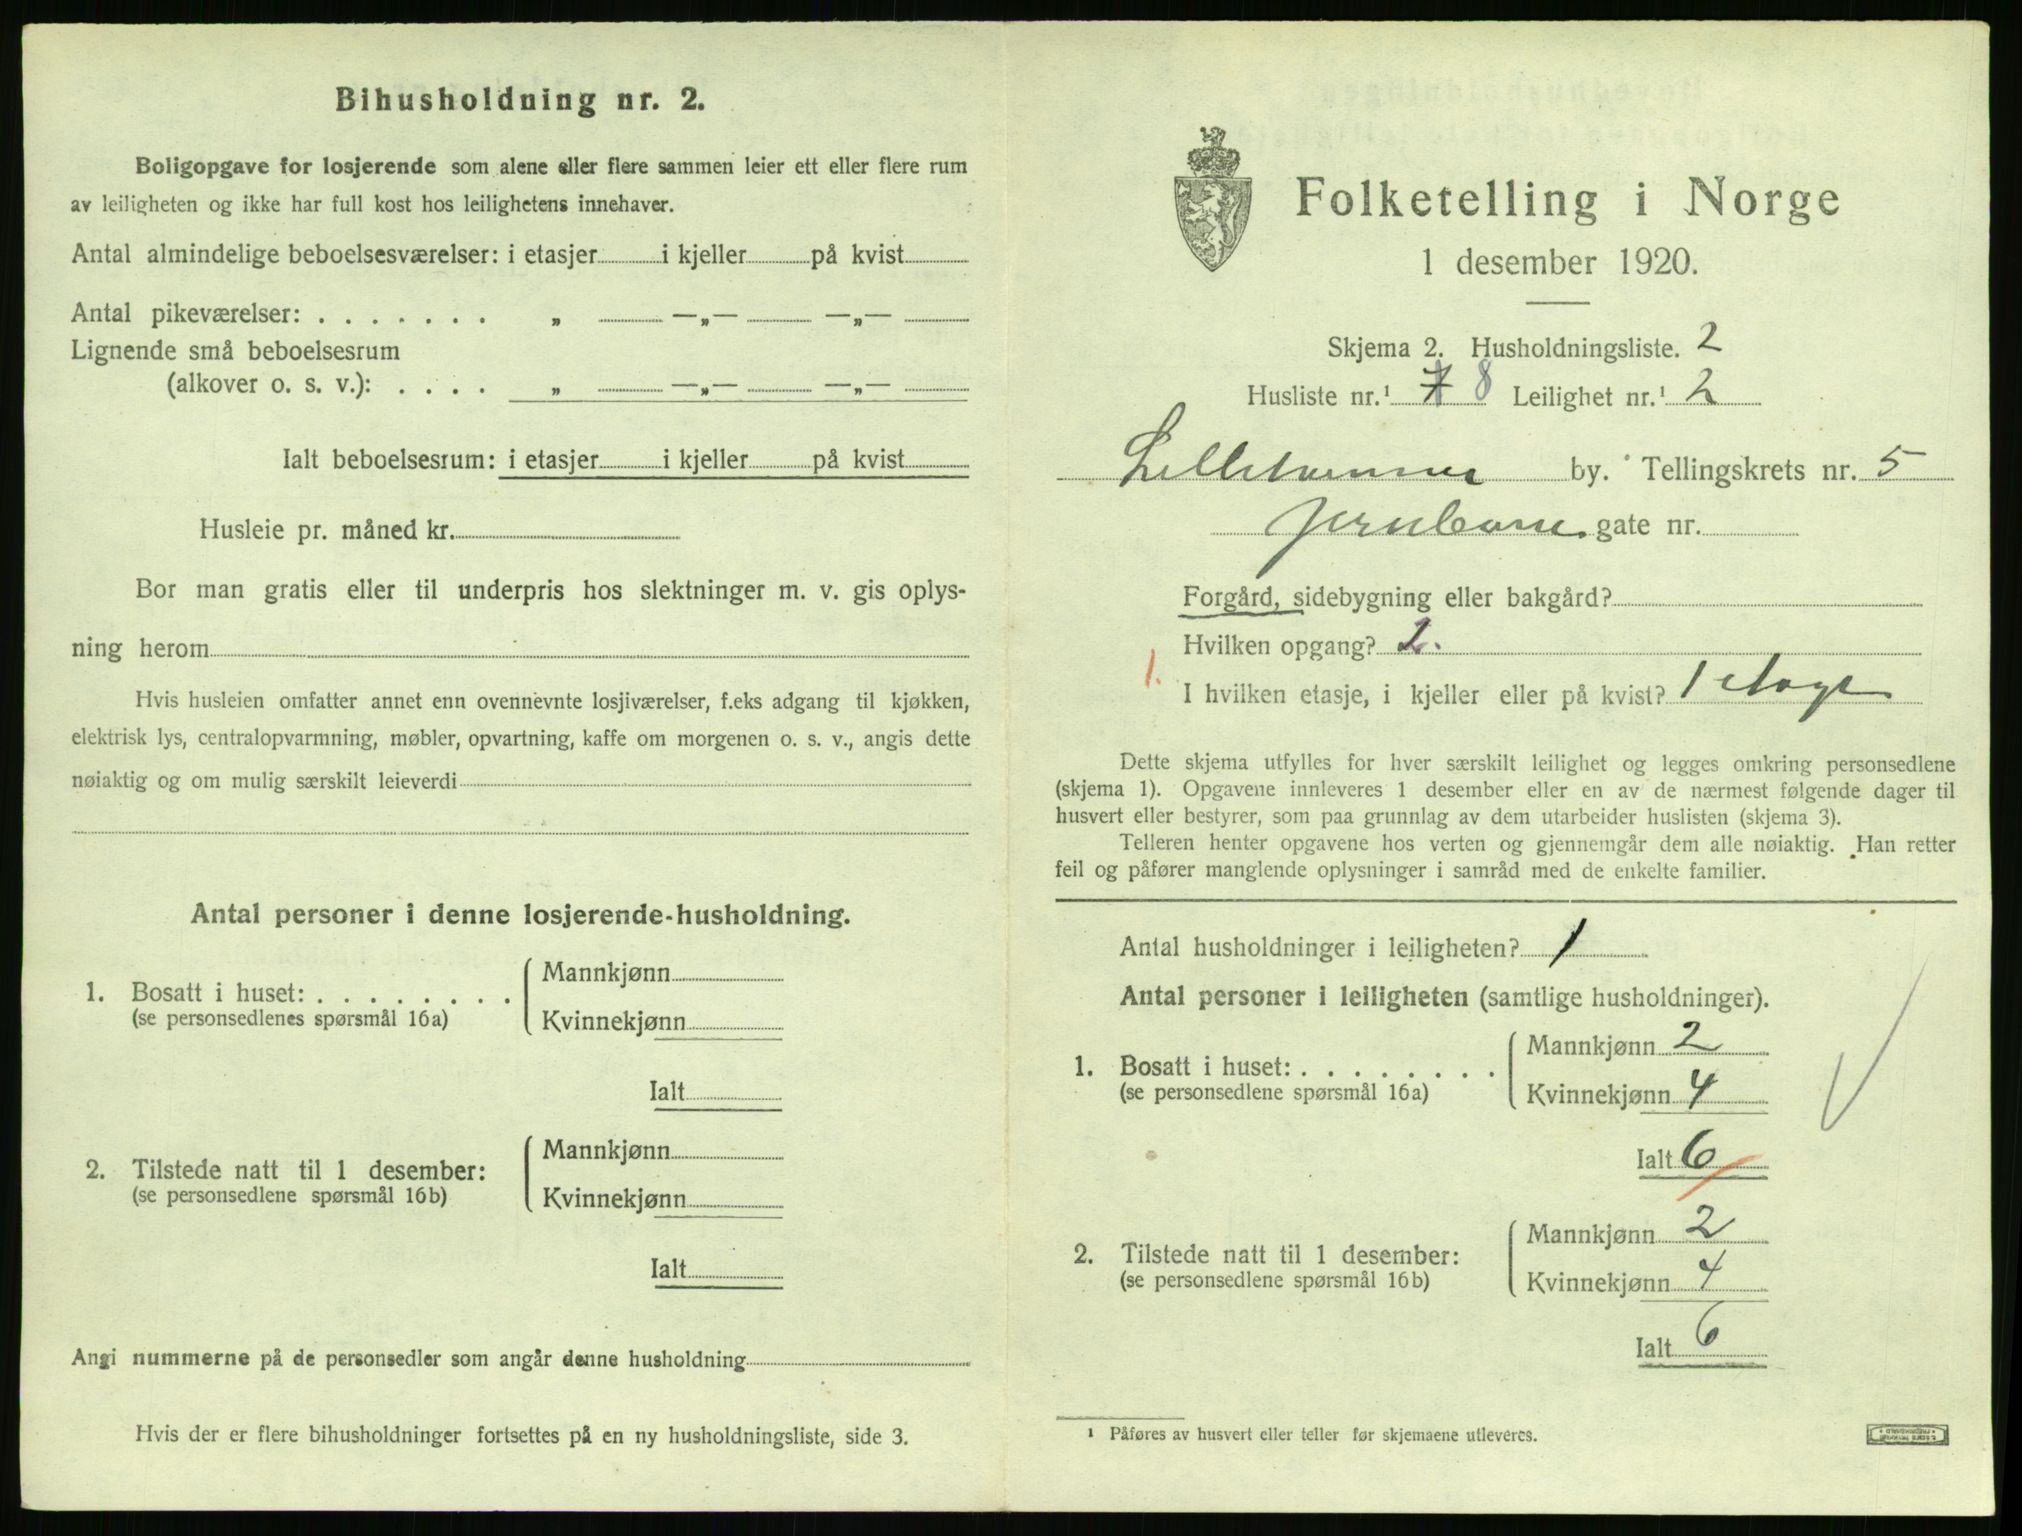 Bihusholdning nr. 2.
Boligopgave for losjerende som alene eller flere sammen leier ett eller flere rum
av leiligheten og ikke har full kost hos leilighetens innehaver.
Antal almindelige beboelsesværelser: i etasjer i kjeller på kvist
Antal pikeværelser: . . . . . . . „ —„— —„—
Lignende små beboelsesrum
(alkover o. s. v.): . . . . „ —„— —„—
Ialt beboelsesrum: i etasjer i kjeller på kvist
Husleie pr. måned kr.
Bor man gratis eller til underpris hos slektninger m. v. gis oplys-
ning herom
Hvis husleien omfatter annet enn ovennevnte losjiværelser, f.eks adgang til kjøkken,
elektrisk lys, centralopvarmning, møbler, opvartning, kaffe om morgenen o. s. v., angis dette
nøiaktig og om mulig særskilt leieverdi
Antal personer i denne losjerende-husholdning.
1. Bosatt i huset: . . . . . . . .
(se personsedlenes spørsmål 16a)
Mannkjønn
Kvinnekjønn
Ialt
2. Tilstede natt til 1 desember:
(se personsedlene spørsmål 16b)
Mannkjønn
Kvinnekjønn
Ialt
Angi nummerne på de personsedler som angår denne husholdning
Hvis der er flere bihusholdninger fortsettes på en ny husholdningsliste, side 3.
Folketelling i Norge
1 desember 1920.
Skjema 2. Husholdningsliste. 2
Husliste nr.¹ 7 8 Leilighet nr.¹ 2
Lillehammer by. Tellingskrets nr. 5
Jernbane gate nr.
Forgård, sidebygning eller bakgård?
Hvilken opgang? 2.
1.
I hvilken etasje, i kjeller eller på kvist? 1 etage
Dette skjema utfylles for hver særskilt leilighet og legges omkring personsedlene
(skjema 1). Opgavene innleveres 1 desember eller en av de nærmest følgende dager til
husvert eller bestyrer, som paa grunnlag av dem utarbeider huslisten (skjema 3).
Telleren henter opgavene hos verten og gjennemgår dem alle nøiaktig. Han retter
feil og påfører manglende oplysninger i samråd med de enkelte familier.
Antal husholdninger i leiligheten? 1
Antal personer i leiligheten (samtlige husholdninger).
1. Bosatt i huset: . . . . . . . .
(se personsedlene spørsmål 16a)
Mannkjønn 2
Kvinnekjønn 4
Ialt 6
2. Tilstede natt til 1 desember:
(se personsedlene spørsmål 16b)
Mannkjønn 2
Kvinnekjønn 4
Ialt 6
¹ Påføres av husvert eller teller før skjemaene utleveres.